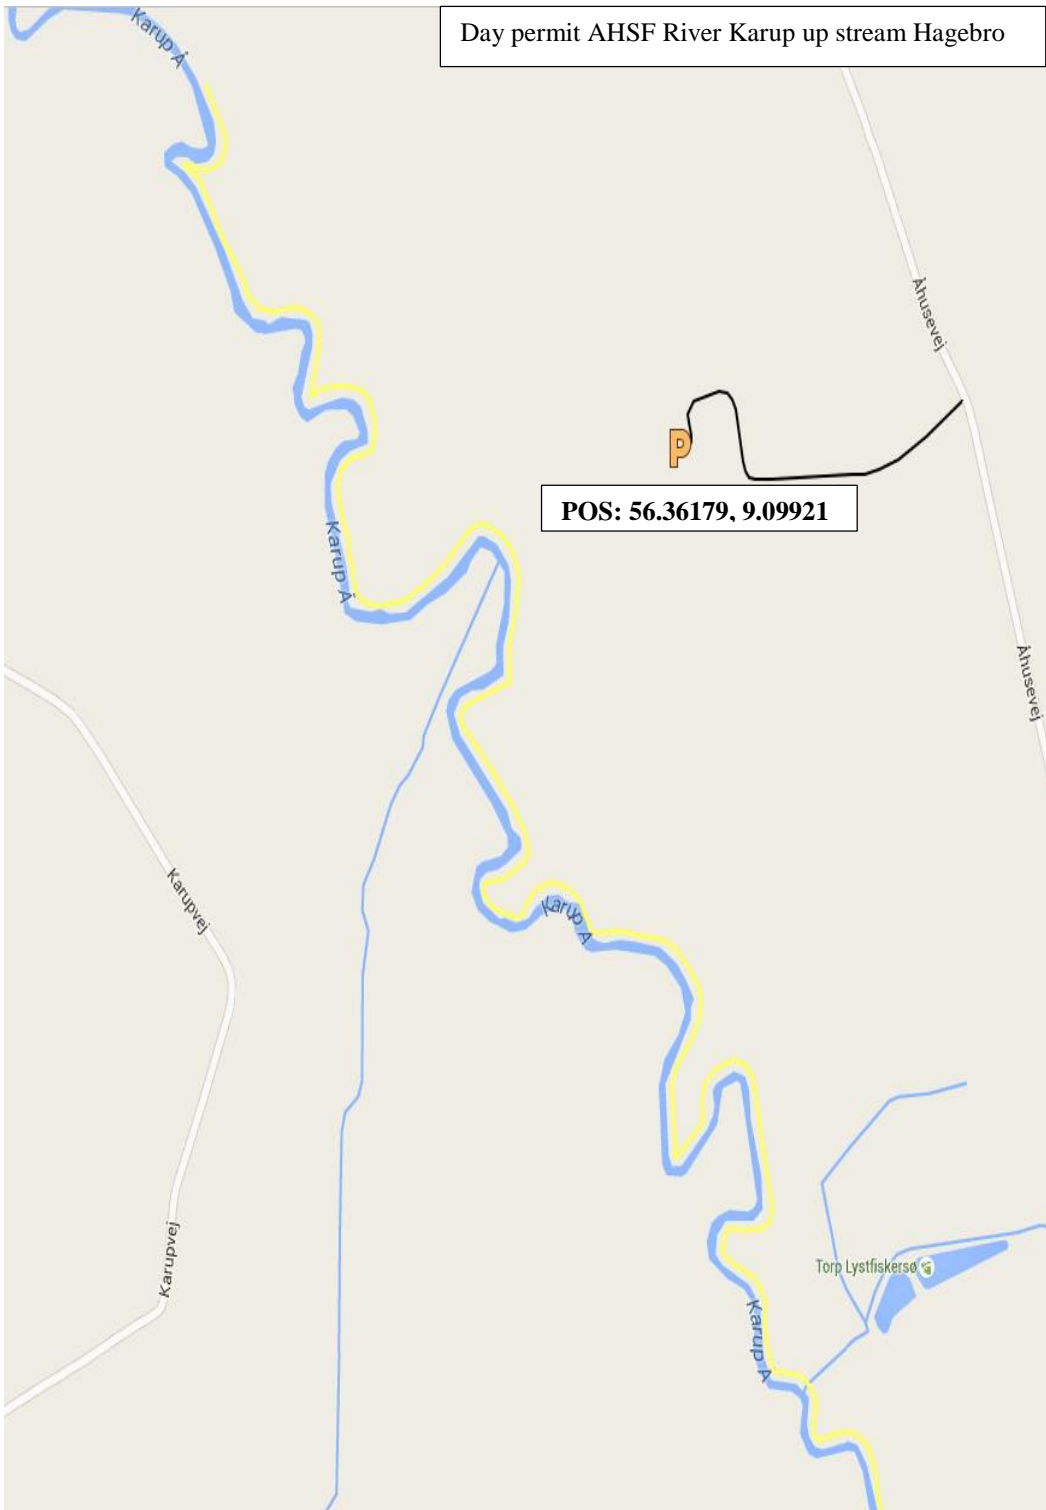 Day permit AHSF River Karup up stream Hagebro
Karup Å
Åhusevej
P
POS: 56.36179, 9.09921
Karup Å
Åhusevej
Karupvej
Karup Å
Karupvej
Torp Lystfiskersø
Karup Å